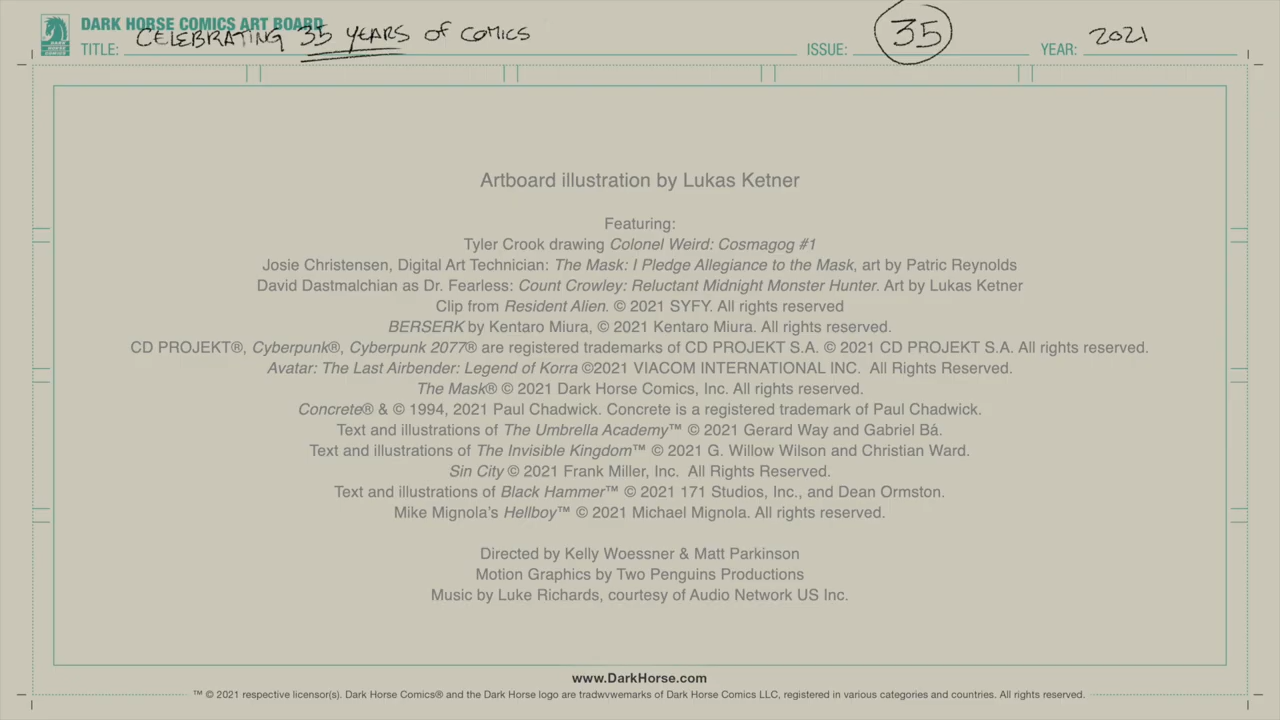 DARK HORSE COMICS ART BOARD
TITLE: CELEBRATING 35 YEARS OF COMICS ISSUE: 35 YEAR: 2021
DARK HORSE COMICS
Artboard illustration by Lukas Ketner
Featuring:
Tyler Crook drawing Colonel Weird: Cosmagog #1
Josie Christensen, Digital Art Technician: The Mask: I Pledge Allegiance to the Mask, art by Patric Reynolds
David Dastmalchian as Dr. Fearless: Count Crowley: Reluctant Midnight Monster Hunter. Art by Lukas Ketner
Clip from Resident Alien. © 2021 SYFY. All rights reserved
BERSERK by Kentaro Miura, © 2021 Kentaro Miura. All rights reserved.
CD PROJEKT®, Cyberpunk®, Cyberpunk 2077® are registered trademarks of CD PROJEKT S.A. © 2021 CD PROJEKT S.A. All rights reserved.
Avatar: The Last Airbender: Legend of Korra ©2021 VIACOM INTERNATIONAL INC. All Rights Reserved.
The Mask® © 2021 Dark Horse Comics, Inc. All rights reserved.
Concrete® & © 1994, 2021 Paul Chadwick. Concrete is a registered trademark of Paul Chadwick.
Text and illustrations of The Umbrella Academy™ © 2021 Gerard Way and Gabriel Bá.
Text and illustrations of The Invisible Kingdom™ © 2021 G. Willow Wilson and Christian Ward.
Sin City © 2021 Frank Miller, Inc. All Rights Reserved.
Text and illustrations of Black Hammer™ © 2021 171 Studios, Inc., and Dean Ormston.
Mike Mignola's Hellboy™ © 2021 Michael Mignola. All rights reserved.
Directed by Kelly Woessner & Matt Parkinson
Motion Graphics by Two Penguins Productions
Music by Luke Richards, courtesy of Audio Network US Inc.
www.DarkHorse.com
™ © 2021 respective licensor(s). Dark Horse Comics® and the Dark Horse logo are tradwvwemarks of Dark Horse Comics LLC, registered in various categories and countries. All rights reserved.